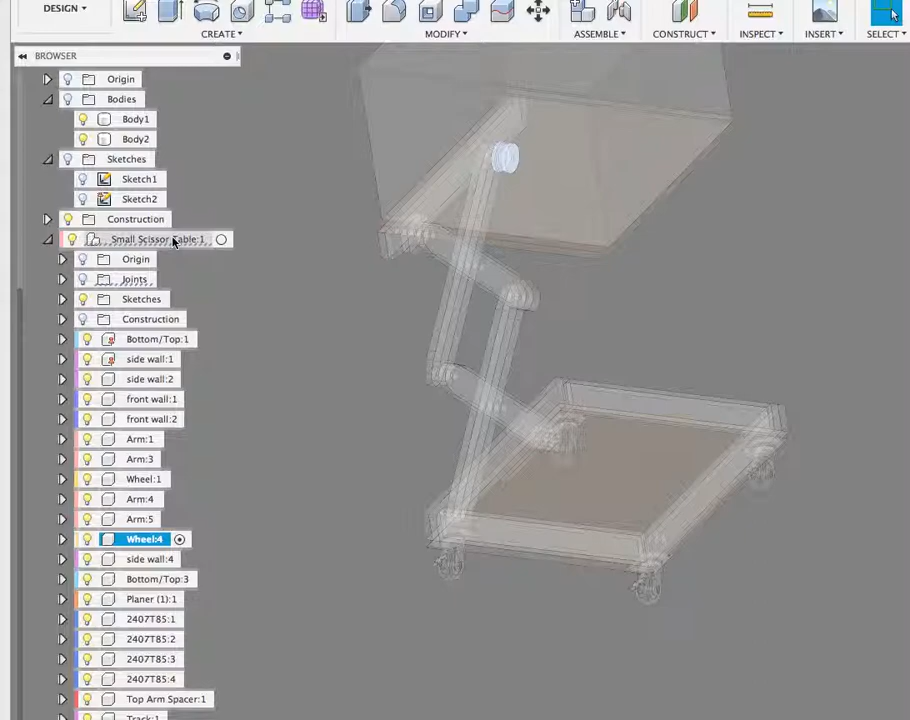 DESIGN▾
CREATE▾
MODIFY▾
ASSEMBLE▾
CONSTRUCT▾
INSPECT▾
INSERT▾
SELECT▾
BROWSER
Origin
Bodies
Body1
Body2
Sketches
Sketch1
Sketch2
Construction
Small Scissor Table:1
Origin
Joints
Sketches
Construction
Bottom/Top:1
side wall:1
side wall:2
front wall:1
front wall:2
Arm:1
Arm:3
Wheel:1
Arm:4
Arm:5
Wheel:4
side wall:4
Bottom/Top:3
Planer (1):1
2407T85:1
2407T85:2
2407T85:3
2407T85:4
Top Arm Spacer:1
Track:1